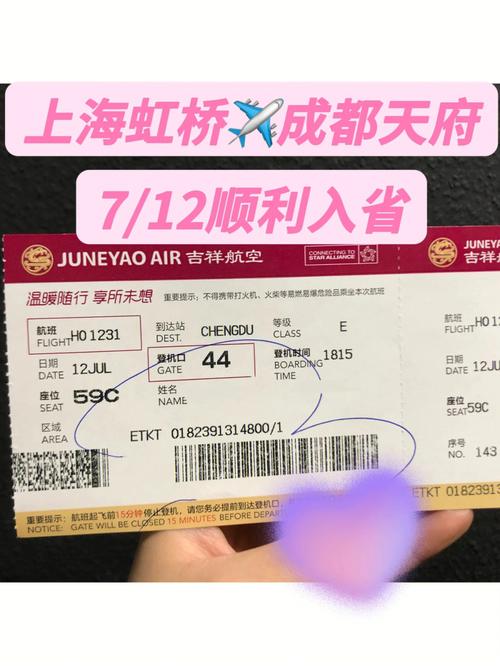 上海虹桥✈️成都天府
7/12顺利入省
JUNEYAO AIR 吉祥航空 CONNECTING TO STAR ALLIANCE JUNEYAO 吉祥航空
温暖随行 享所未想 重要提示：不得携带打火机、火柴等易燃易爆危险品乘坐本次航班
航班 FLIGHT HO 1231 到达站 DEST. CHENGDU 等级 CLASS E 航班 FLIGHT
日期 DATE 12JUL 登机口 GATE 44 登机时间 BOARDING TIME 1815 日期 DATE 12JUL
座位 SEAT 59C 姓名 NAME 座位 SEAT 59C
区域 AREA ETKT 0182391314800/1 序号 NO. 143
ETKT 01823913
重要提示：航班起飞前15分钟停止登机，请您务必提前到达登机口
NOTICE: GATE WILL BE CLOSED 15 MINUTES BEFORE DEPAR